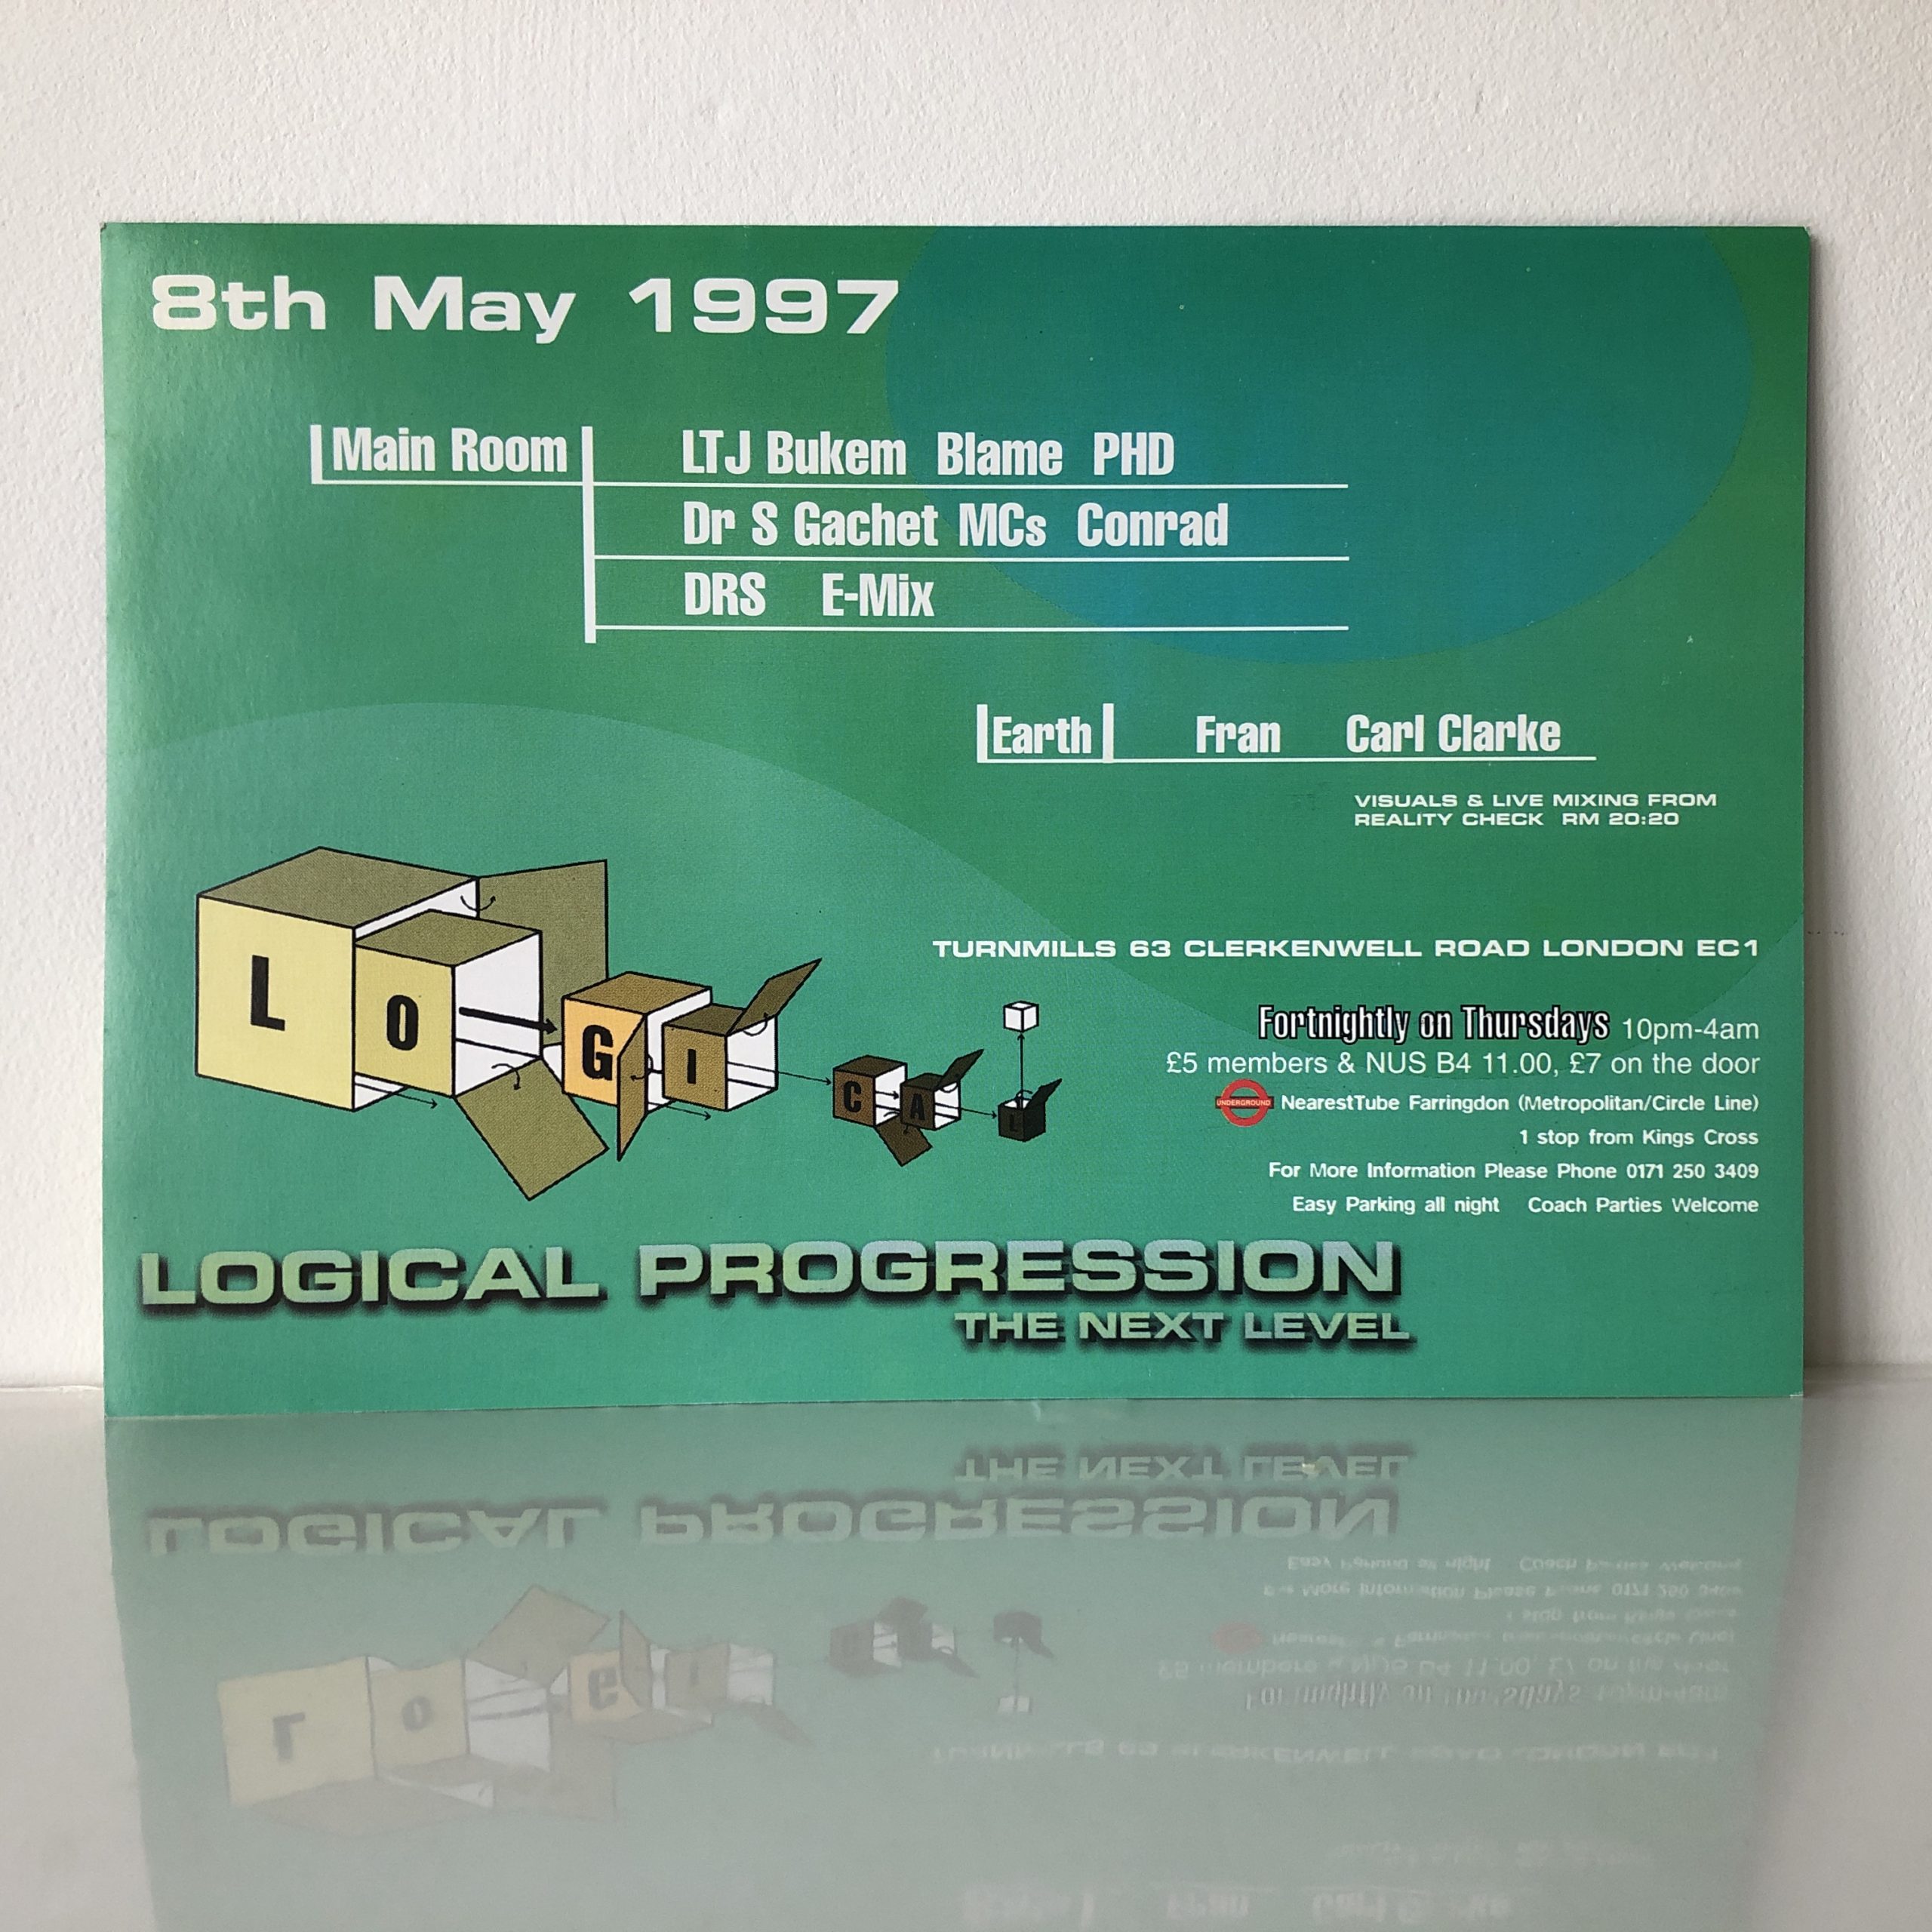 8th May 1997
Main Room LTJ Bukem Blame PHD
Dr S Gachet MCs Conrad
DRS E-Mix
Earth Fran Carl Clarke
VISUALS & LIVE MIXING FROM
REALITY CHECK RM 20:20
TURNMILLS 63 CLERKENWELL ROAD LONDON EC1
Fortnightly on Thursdays 10pm-4am
£5 members & NUS B4 11.00, £7 on the door
UNDERGROUND NearestTube Farringdon (Metropolitan/Circle Line)
1 stop from Kings Cross
For More Information Please Phone 0171 250 3409
Easy Parking all night Coach Parties Welcome
L O G I C A L
LOGICAL PROGRESSION
THE NEXT LEVEL